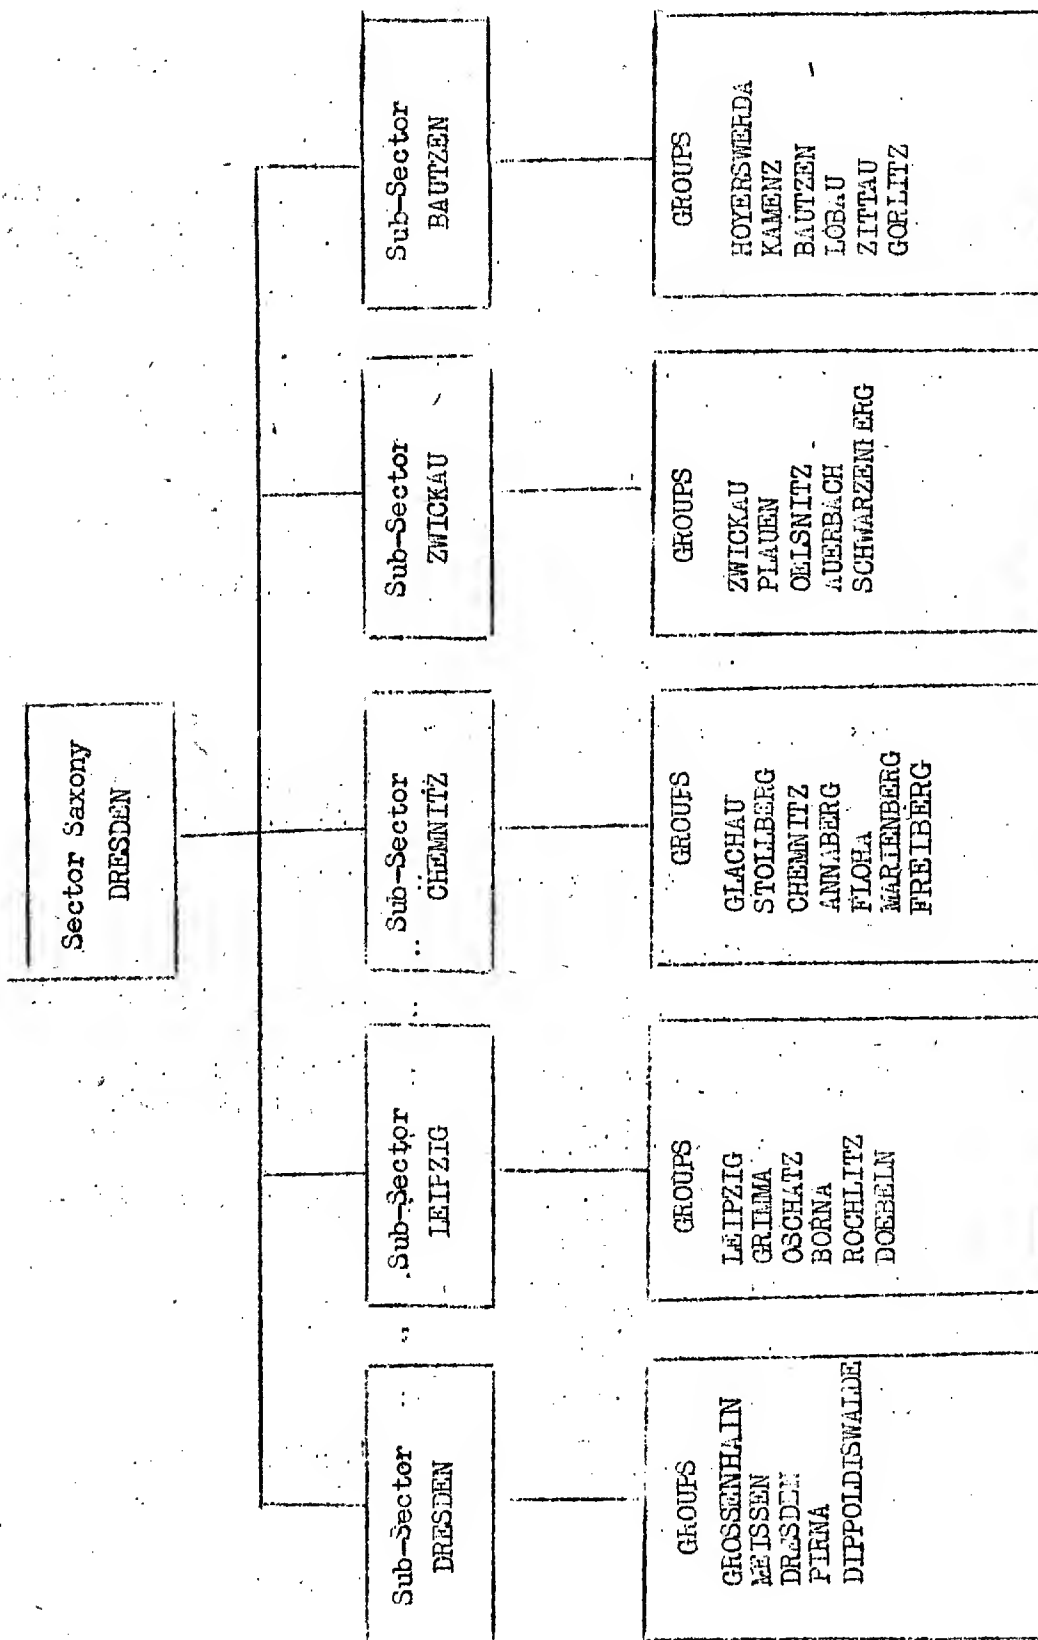 Sector Saxony
DRESDEN
Sub-Sector
DRESDEN
Sub-Sector
LEIPZIG
Sub-Sector
CHEMNITZ
Sub-Sector
ZWICKAU
Sub-Sector
BAUTZEN
GROUPS
GROSSENHAIN
MEISSEN
DRESDEN
PIRNA
DIPPOLDISWALDE
GROUPS
LEIPZIG
GRIMMA
OSCHATZ
BORNA
ROCHLITZ
DOEBELN
GROUPS
GLACHAU
STOLLBERG
CHEMNITZ
ANNABERG
FLOHA
MARIENBERG
FREIBERG
GROUPS
ZWICKAU
PLAUEN
OELSNITZ
AUERBACH
SCHWARZENBERG
GROUPS
HOYERSWERDA
KAMENZ
BAUTZEN
LOBAU
ZITTAU
GORLITZ